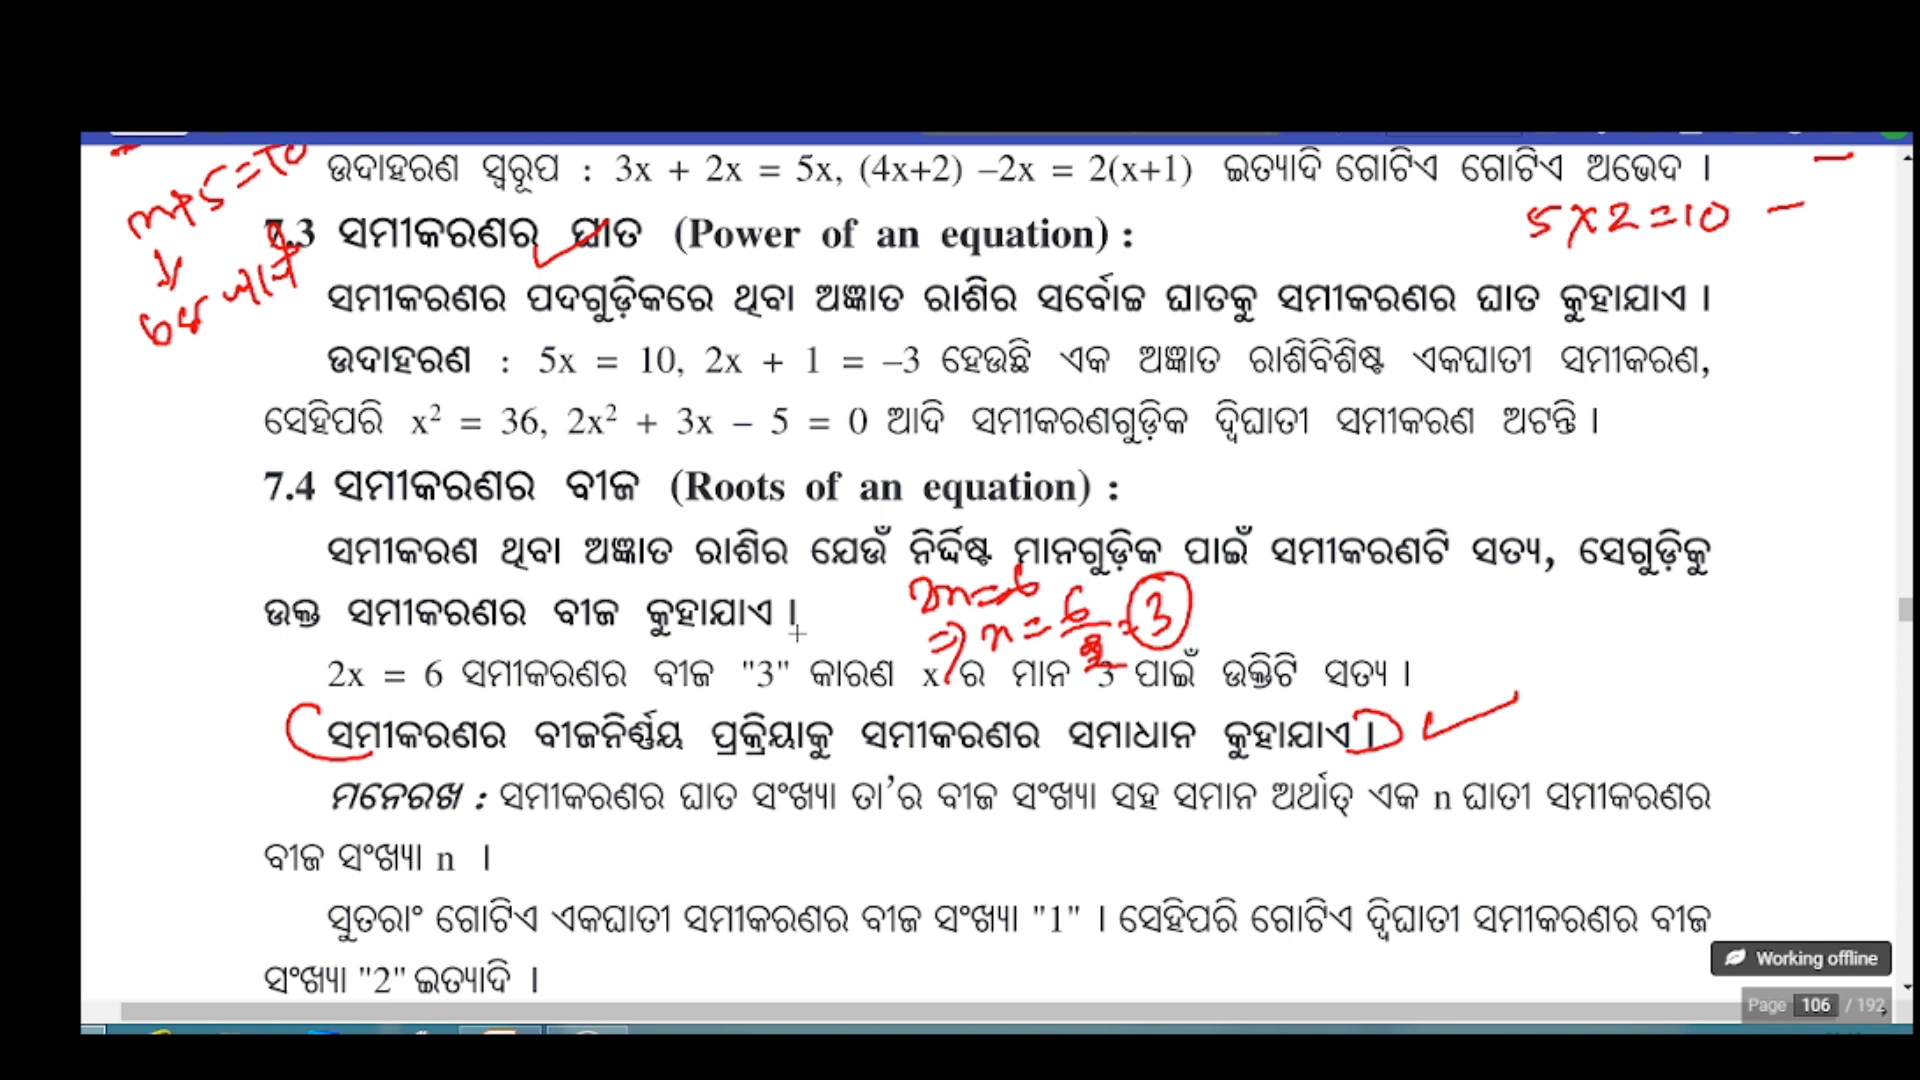 ଉଦାହରଣ ସ୍ୱରୂପ : 3x + 2x = 5x, (4x+2) –2x = 2(x+1) ଇତ୍ୟାଦି ଗୋଟିଏ ଗୋଟିଏ ଅଭେଦ ।
5 x 2 = 10
7.3 ସମୀକରଣର ଘାତ (Power of an equation) :
ସମୀକରଣର ପଦଗୁଡ଼ିକରେ ଥିବା ଅଜ୍ଞାତ ରାଶିର ସର୍ବୋଚ୍ଚ ଘାତକୁ ସମୀକରଣର ଘାତ କୁହାଯାଏ ।
ଉଦାହରଣ : 5x = 10, 2x + 1 = –3 ହେଉଛି ଏକ ଅଜ୍ଞାତ ରାଶିବିଶିଷ୍ଟ ଏକଘାତୀ ସମୀକରଣ,
ସେହିପରି x² = 36, 2x² + 3x – 5 = 0 ଆଦି ସମୀକରଣଗୁଡ଼ିକ ଦ୍ୱିଘାତୀ ସମୀକରଣ ଅଟନ୍ତି ।
7.4 ସମୀକରଣର ବୀଜ (Roots of an equation) :
ସମୀକରଣ ଥିବା ଅଜ୍ଞାତ ରାଶିର ଯେଉଁ ନିର୍ଦ୍ଦିଷ୍ଟ ମାନଗୁଡ଼ିକ ପାଇଁ ସମୀକରଣଟି ସତ୍ୟ, ସେଗୁଡ଼ିକୁ
ଉକ୍ତ ସମୀକରଣର ବୀଜ କୁହାଯାଏ ।
2x = 6 ସମୀକରଣର ବୀଜ "3" କାରଣ x ର ମାନ 3 ପାଇଁ ଉକ୍ତିଟି ସତ୍ୟ ।
ସମୀକରଣର ବୀଜନିର୍ଣ୍ଣୟ ପ୍ରକ୍ରିୟାକୁ ସମୀକରଣର ସମାଧାନ କୁହାଯାଏ ।
ମନେରଖ : ସମୀକରଣର ଘାତ ସଂଖ୍ୟା ତା’ର ବୀଜ ସଂଖ୍ୟା ସହ ସମାନ ଅର୍ଥାତ୍ ଏକ n ଘାତୀ ସମୀକରଣର
ବୀଜ ସଂଖ୍ୟା n ।
ସୁତରାଂ ଗୋଟିଏ ଏକଘାତୀ ସମୀକରଣର ବୀଜ ସଂଖ୍ୟା "1" । ସେହିପରି ଗୋଟିଏ ଦ୍ୱିଘାତୀ ସମୀକରଣର ବୀଜ
ସଂଖ୍ୟା "2" ଇତ୍ୟାଦି ।
Working offline
Page 106 / 192